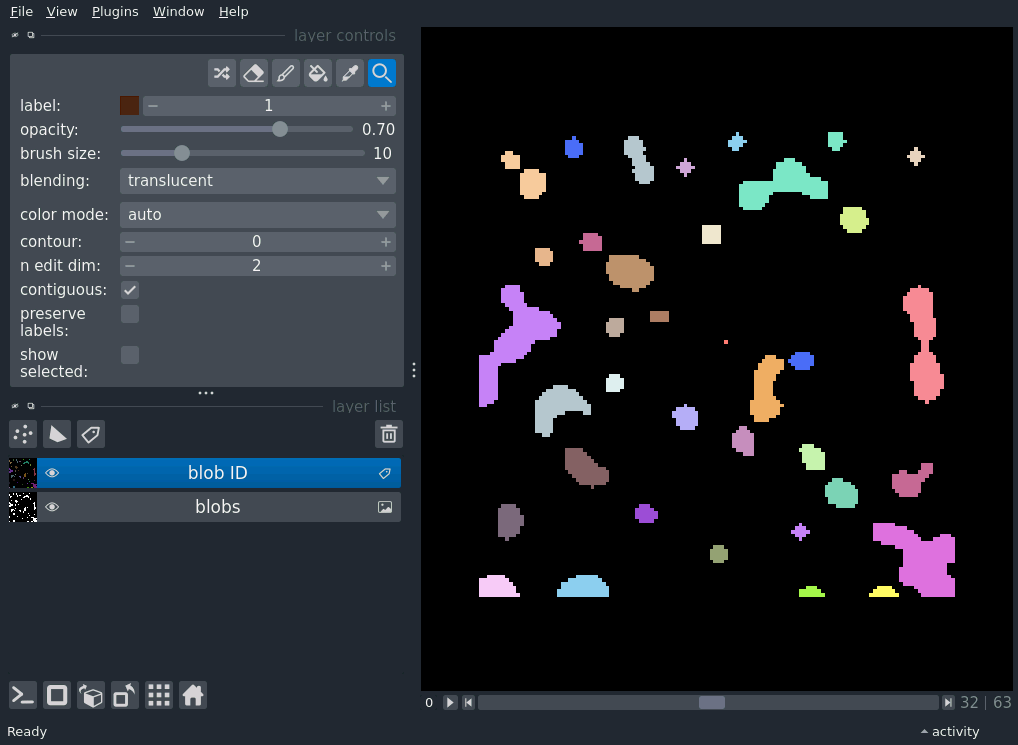 File View Plugins Window Help
layer controls
label: 1
opacity: 0.70
brush size: 10
blending: translucent
color mode: auto
contour: 0
n edit dim: 2
contiguous:
preserve
labels:
show
selected:
layer list
blob ID
blobs
0 32 | 63
Ready activity